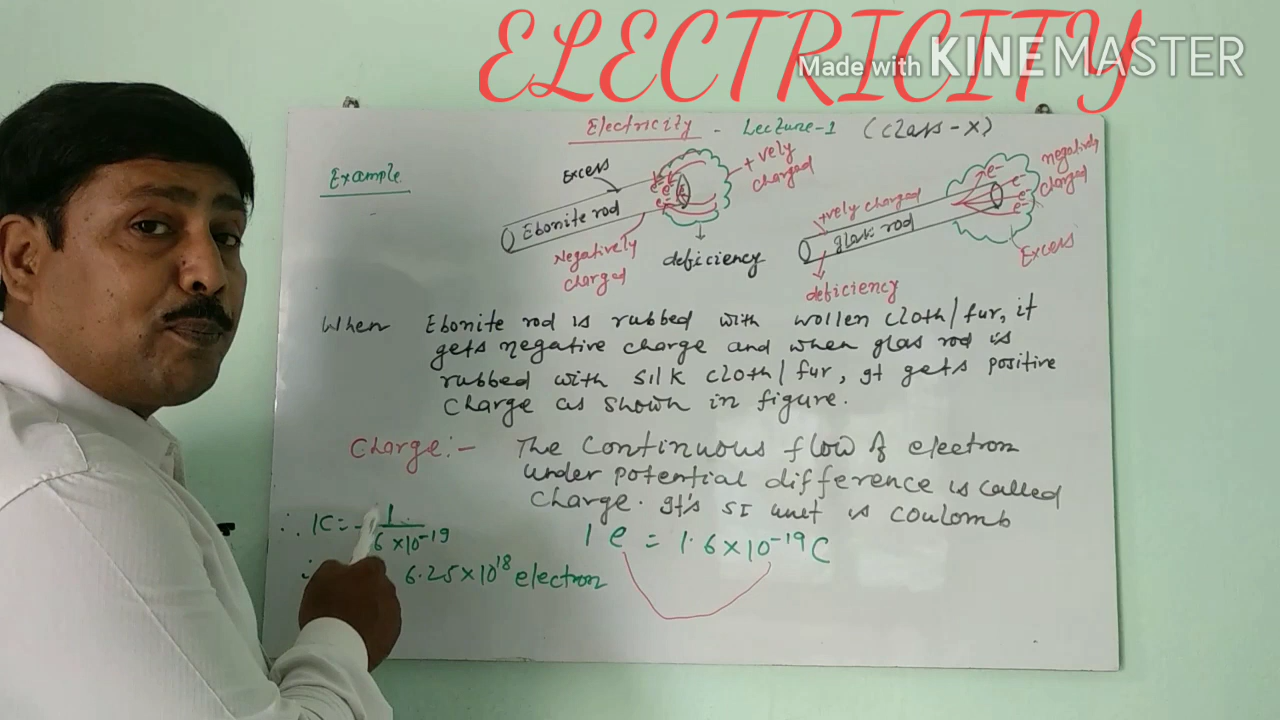 ELECTRICITY
Made with KINEMASTER
Electricity - Lecture-1 (class-X)
Example
Excess
+vely
charged
Ebonite rod
e- e- e-
Negatively
charged
deficiency
+vely charged
glass rod
deficiency
e-
e-
e-
e-
negatively
charged
Excess
When Ebonite rod is rubbed with wollen cloth/fur, it
gets negative charge and when glas rod is
rubbed with silk cloth/fur, It gets positive
charge as shown in figure.
Charge:- The continuous flow of electron
under potential difference is called
charge. It's SI unit is coulomb
1 e = 1.6×10-19 C
∴ 1C = 1
6×10-19
∴ 6.25×1018 electron